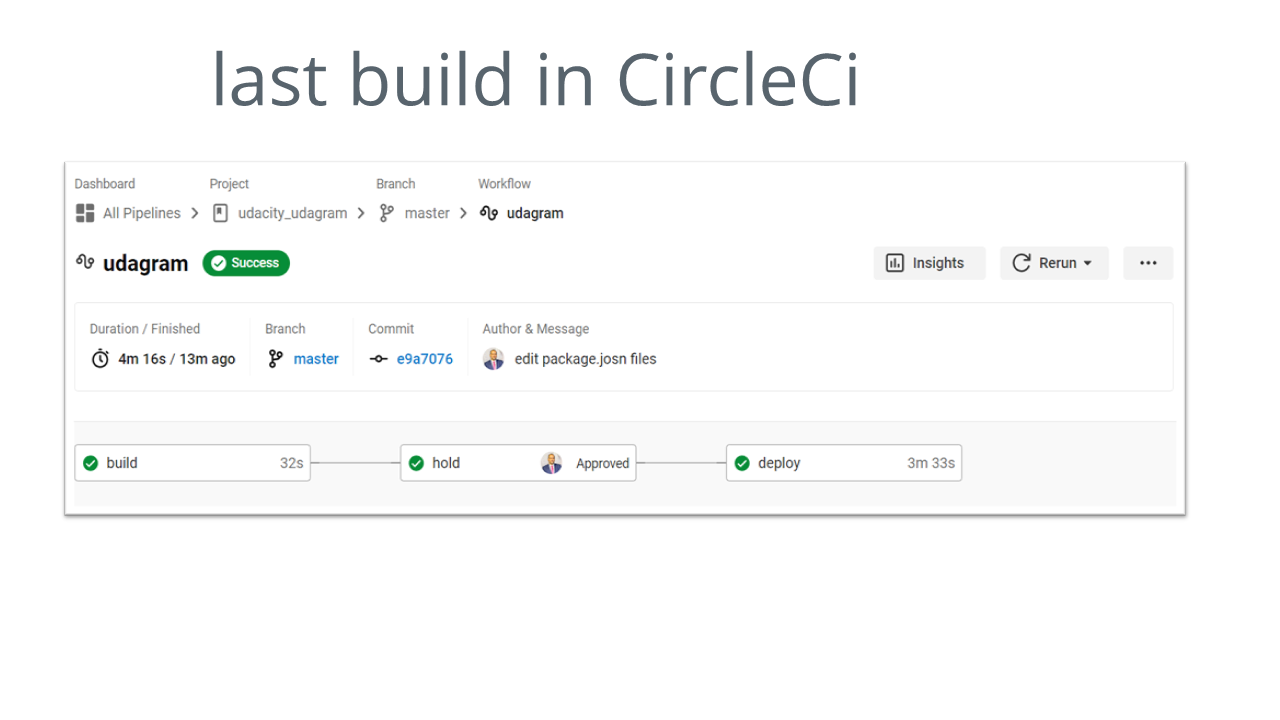 last build in CircleCi
Dashboard Project Branch Workflow
All Pipelines udacity_udagram master udagram
udagram Success Insights Rerun ...
Duration / Finished Branch Commit Author & Message
4m 16s / 13m ago master e9a7076 edit package.josn files
build 32s hold Approved deploy 3m 33s